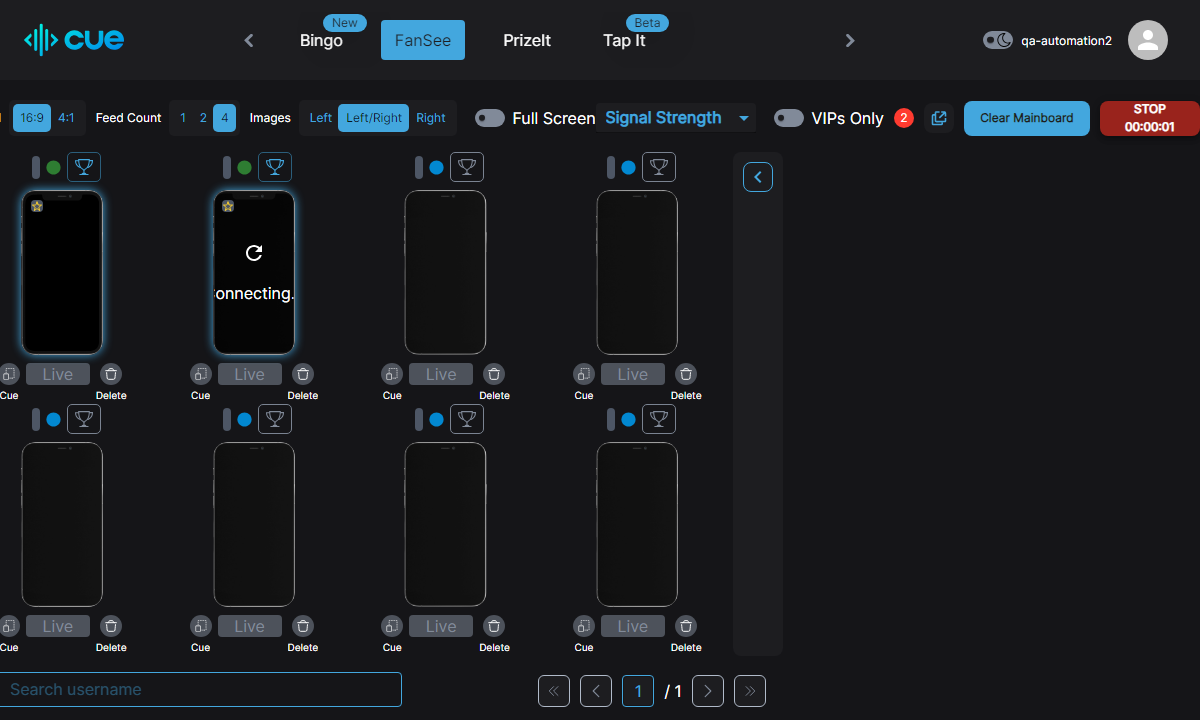 cue
Bingo
New
FanSee
PrizeIt
Tap It
Beta
qa-automation2
16:9
4:1
Feed Count
1
2
4
Images
Left
Left/Right
Right
Full Screen
Signal Strength
VIPs Only
2
Clear Mainboard
STOP
00:00:01
onnecting.
Live
Live
Live
Live
Cue
Delete
Cue
Delete
Cue
Delete
Cue
Delete
Live
Live
Live
Live
Cue
Delete
Cue
Delete
Cue
Delete
Cue
Delete
Search username
1
/ 1